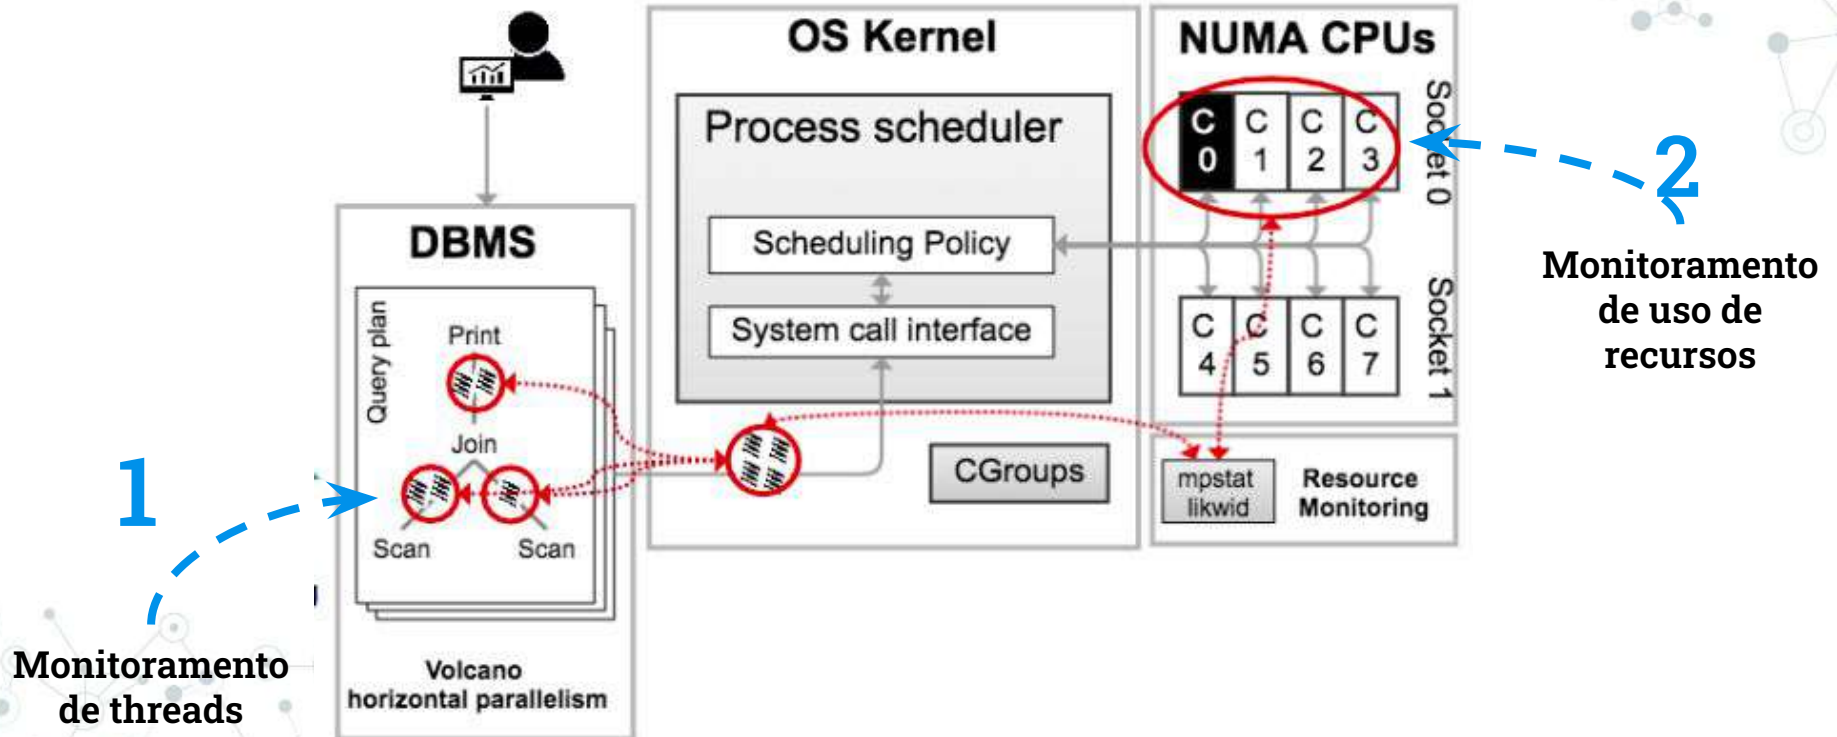 OS Kernel
Process scheduler
Scheduling Policy
System call interface
CGroups
NUMA CPUs
C 0
C 1
C 2
C 3
Socket 0
C 4
C 5
C 6
C 7
Socket 1
mpstat
likwid
Resource
Monitoring
DBMS
Query plan
Print
Join
Scan
Scan
Volcano
horizontal parallelism
1
Monitoramento
de threads
2
Monitoramento
de uso de
recursos